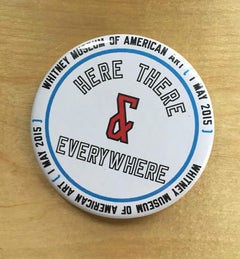 WHITNEY MUSEUM OF AMERICAN ART [ 1 MAY 2015 ]
HERE THERE
&
EVERYWHERE
WHITNEY MUSEUM OF AMERICAN ART [ 1 MAY 2015 ]